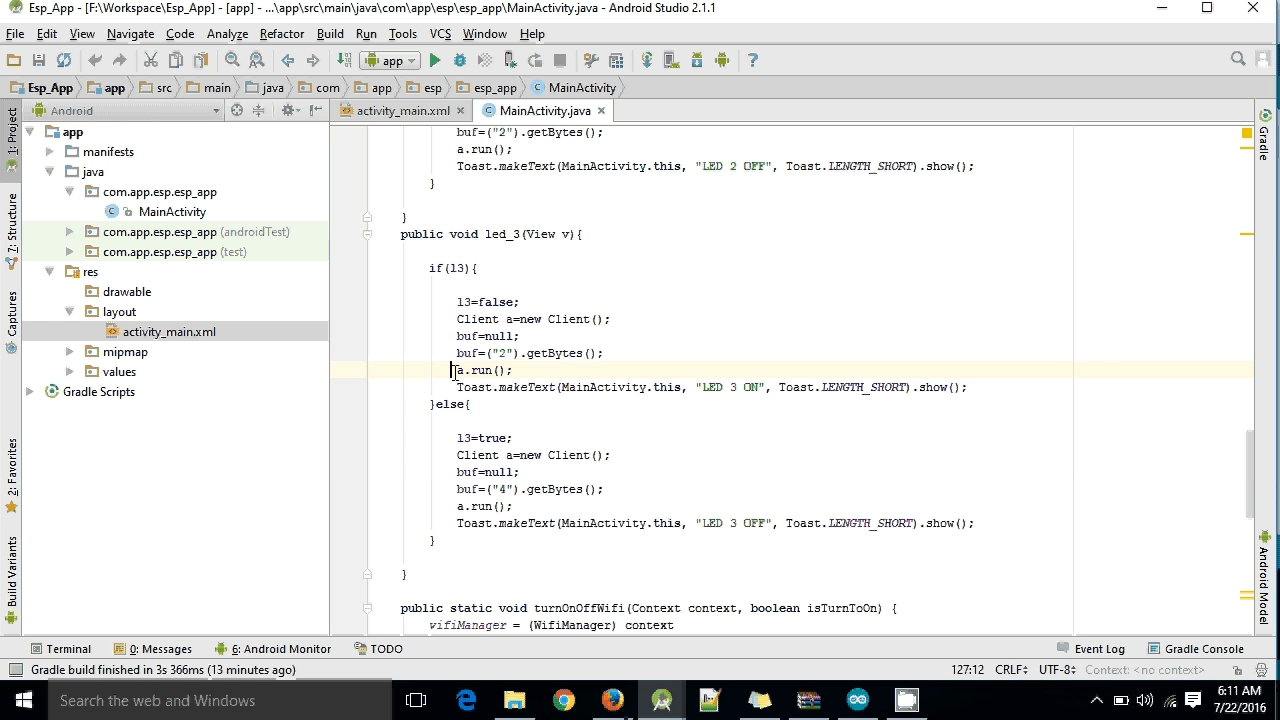 Esp_App - [F:\Workspace\Esp_App] - [app] - ...\app\src\main\java\com\app\esp\esp_app\MainActivity.java - Android Studio 2.1.1
File Edit View Navigate Code Analyze Refactor Build Run Tools VCS Window Help
app
Esp_App app src main java com app esp esp_app MainActivity
Android
activity_main.xml
MainActivity.java
1: Project
7: Structure
Captures
2: Favorites
Build Variants
app
manifests
java
com.app.esp.esp_app
MainActivity
com.app.esp.esp_app (androidTest)
com.app.esp.esp_app (test)
res
drawable
layout
activity_main.xml
mipmap
values
Gradle Scripts
buf=("2").getBytes();
a.run();
Toast.makeText(MainActivity.this, "LED 2 OFF", Toast.LENGTH_SHORT).show();
}
}
public void led_3(View v){
if(l3){
l3=false;
Client a=new Client();
buf=null;
buf=("2").getBytes();
a.run();
Toast.makeText(MainActivity.this, "LED 3 ON", Toast.LENGTH_SHORT).show();
}else{
l3=true;
Client a=new Client();
buf=null;
buf=("4").getBytes();
a.run();
Toast.makeText(MainActivity.this, "LED 3 OFF", Toast.LENGTH_SHORT).show();
}
}
public static void turnOnOffWifi(Context context, boolean isTurnToOn) {
wifiManager = (WifiManager) context
Gradle
Android Model
Terminal 0: Messages 6: Android Monitor TODO Event Log Gradle Console
Gradle build finished in 3s 366ms (13 minutes ago) 127:12 CRLF÷ UTF-8÷ Context: <no context>
Search the web and Windows
6:11 AM
7/22/2016